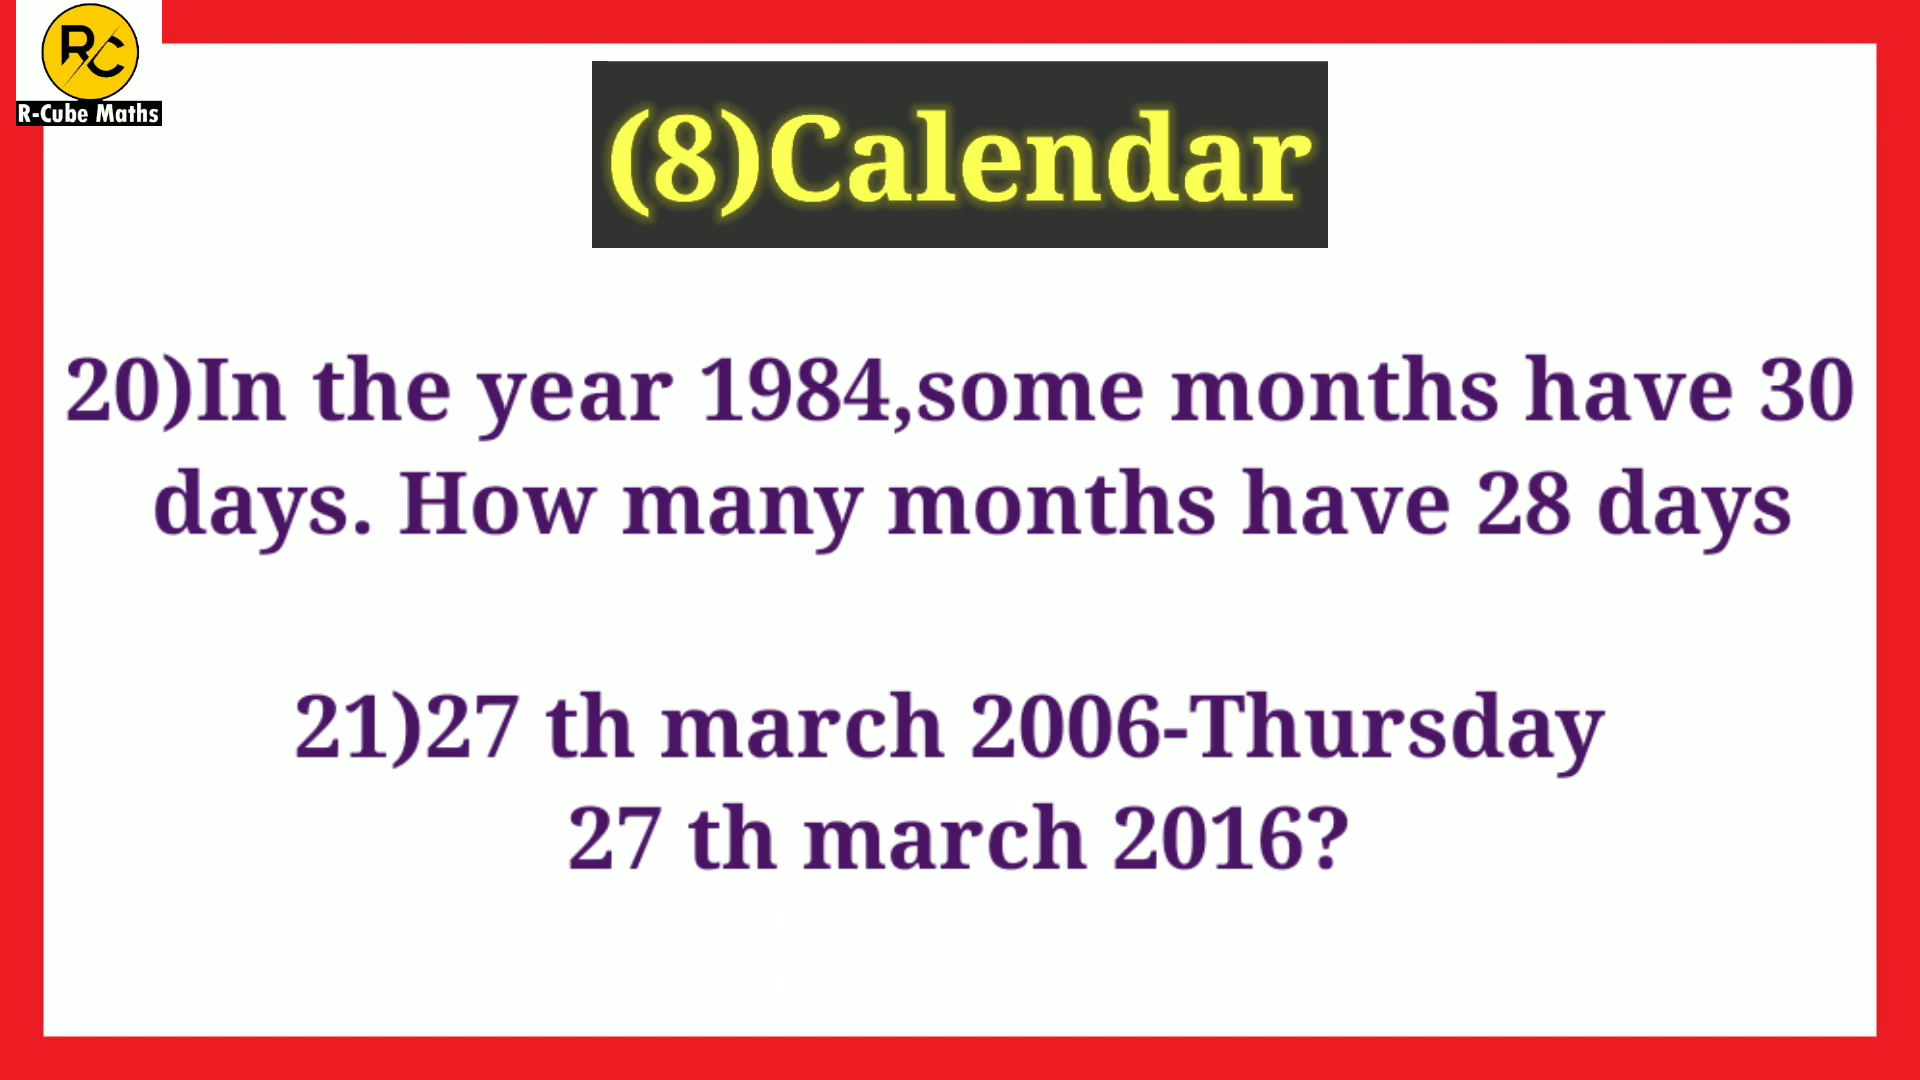 RC
R-Cube Maths
(8)Calendar
20)In the year 1984,some months have 30
days. How many months have 28 days
21)27 th march 2006-Thursday
27 th march 2016?